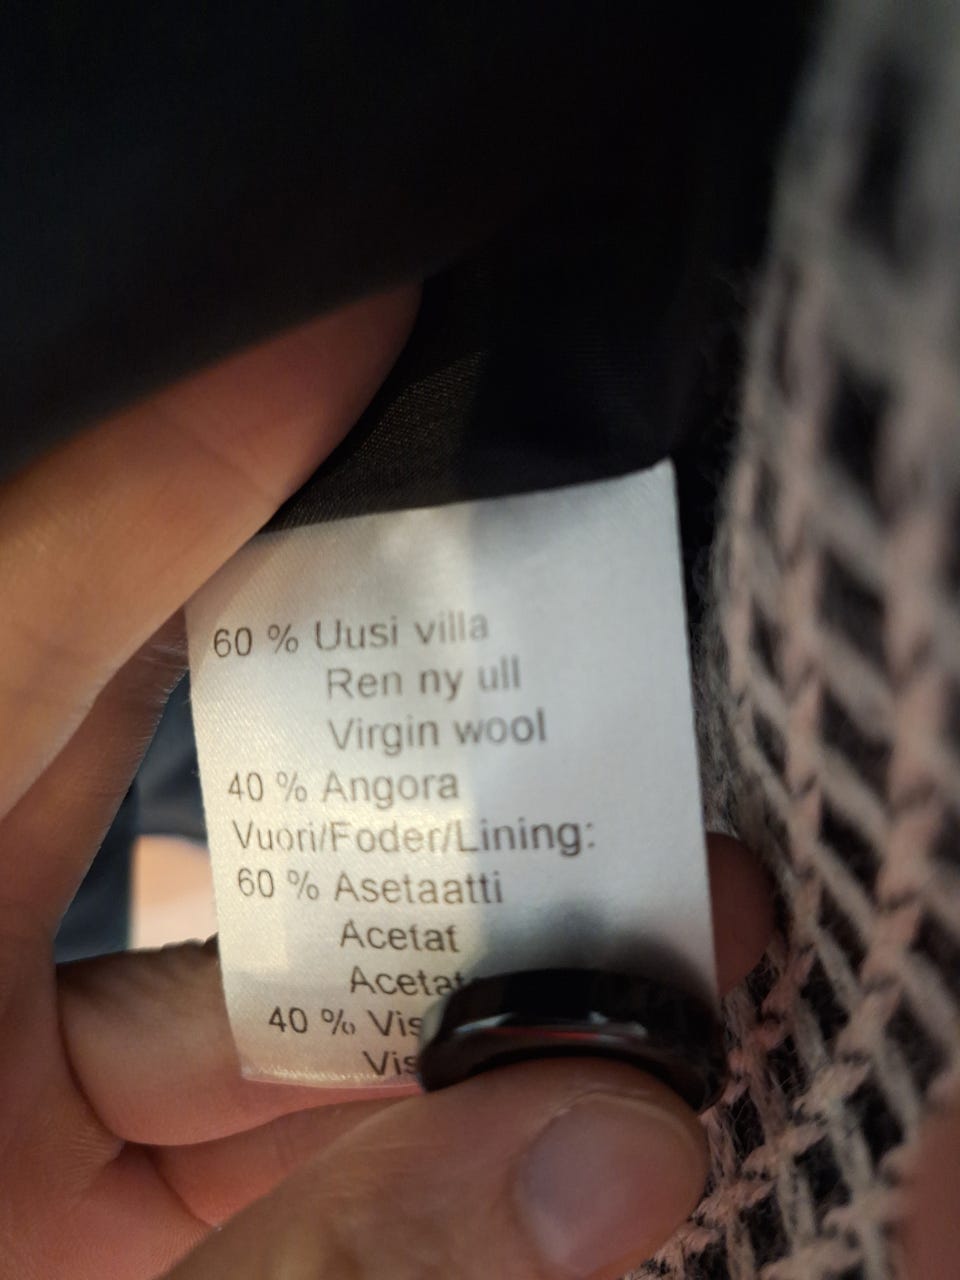 60 % Uusi villa
Ren ny ull
Virgin wool
40 % Angora
Vuori/Foder/Lining:
60 % Asetaatti
Acetat
40 %